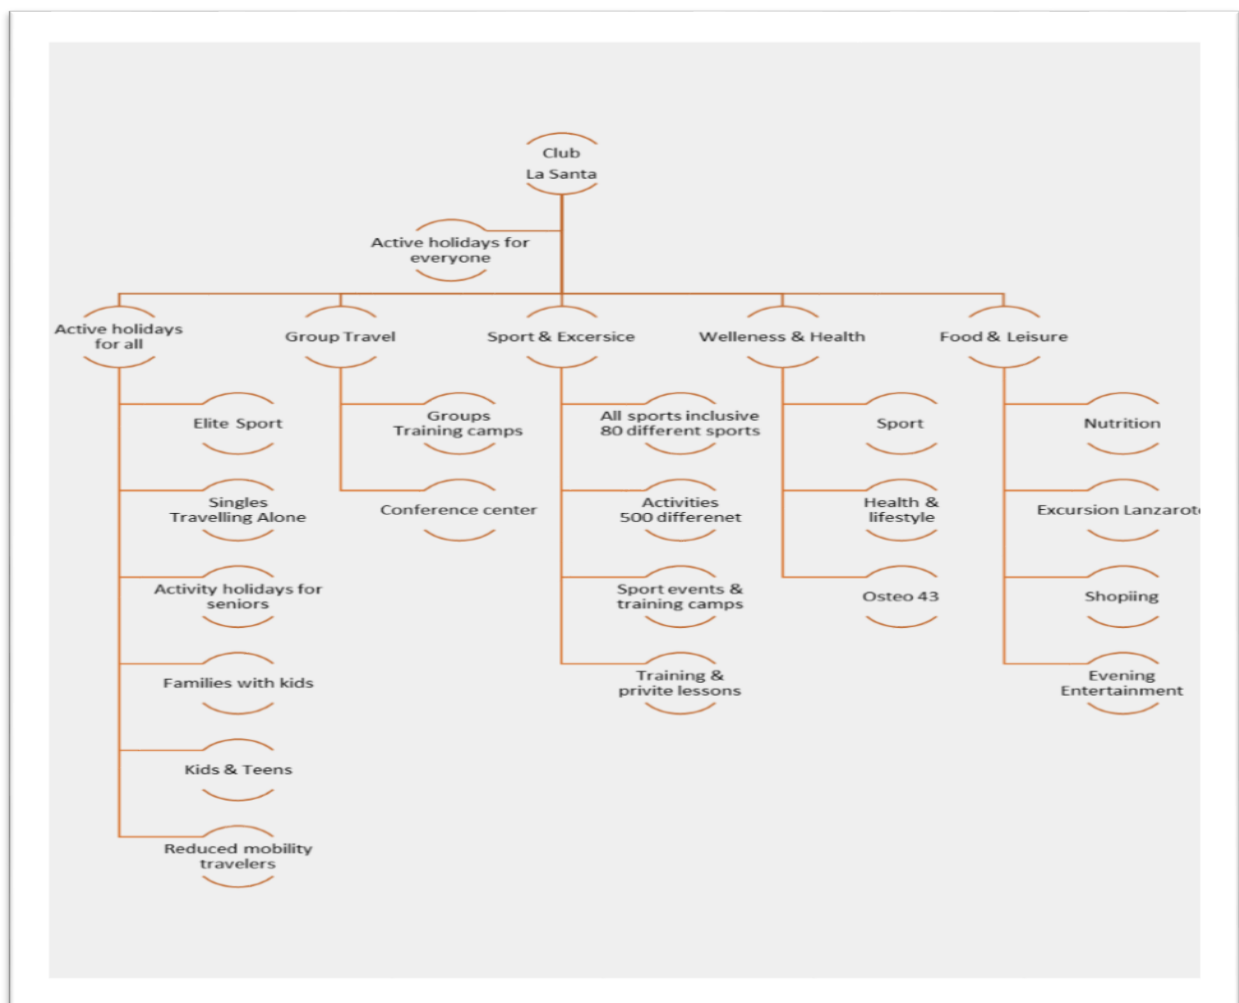 Club
La Santa
Active holidays for
everyone
Active holidays
for all
Group Travel
Sport & Excersice
Welleness & Health
Food & Leisure
Elite Sport
Singles
Travelling Alone
Activity holidays for
seniors
Families with kids
Kids & Teens
Reduced mobility
travelers
Groups
Training camps
Conference center
All sports inclusive
80 different sports
Activities
500 differenet
Sport events &
training camps
Training &
privite lessons
Sport
Health &
lifestyle
Osteo 43
Nutrition
Excursion Lanzarot
Shopiing
Evening
Entertainment